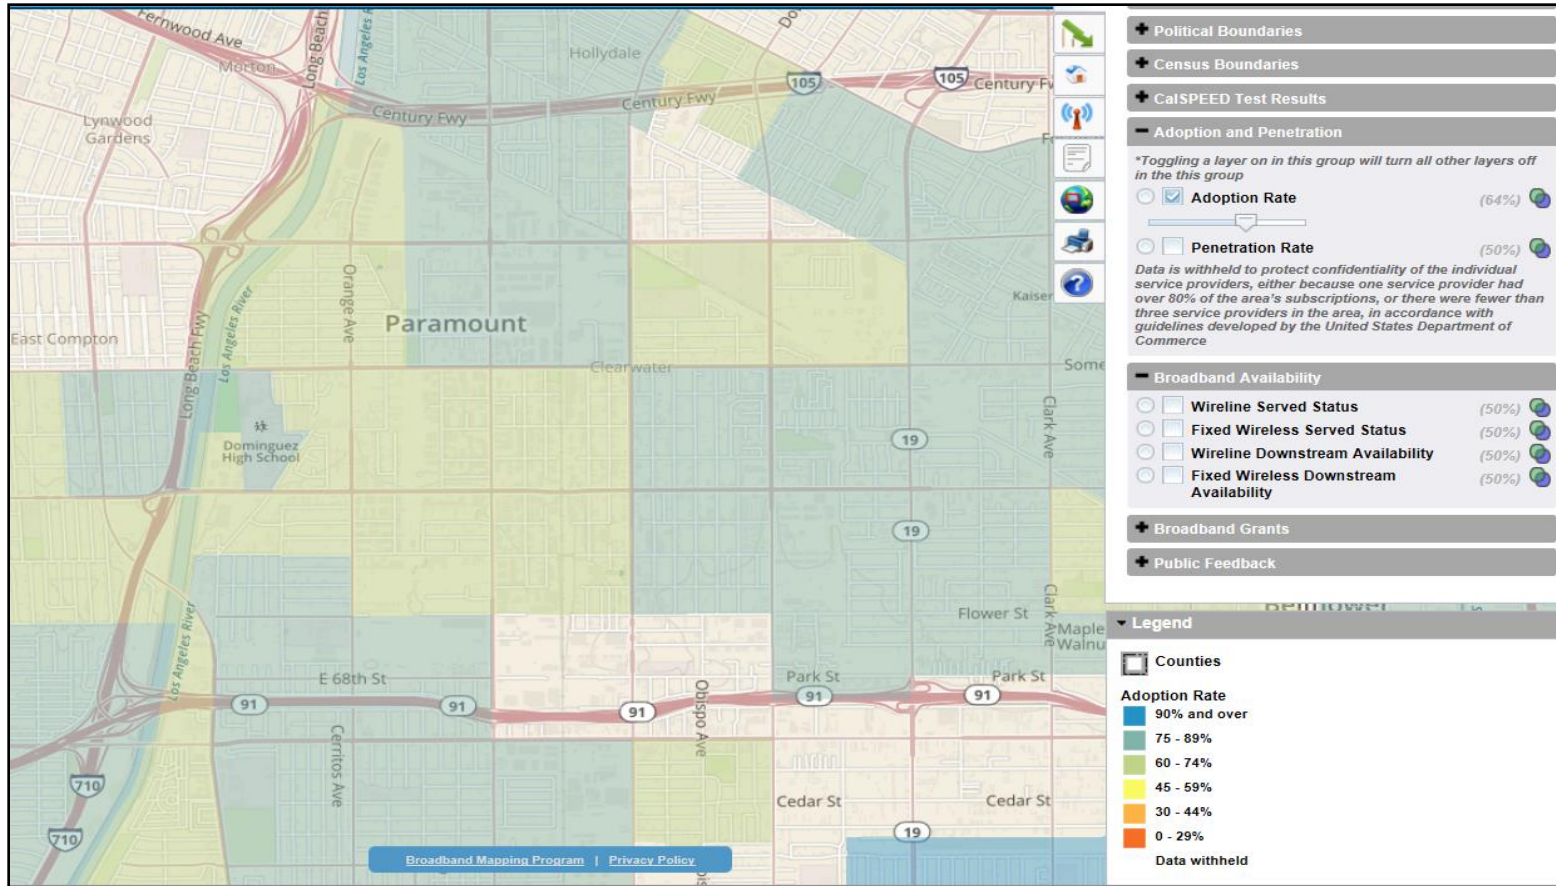 Fernwood Ave
Long Beach
Los Angeles R
Hollydale
Morton
105
105
Century Fwy
Century Fwy
Century Fw
Lynwood
Gardens
Orange Ave
Paramount
Kaiser
East Compton
Long Beach Fwy
Los Angeles River
Clearwater
Some
Clark Ave
Dominguez
High School
19
19
Los Angeles River
Clark Ave
Flower St
Maple
Walnu
E 68th St
Park St
Park St
91
91
91
91
91
Obispo Ave
Cerritos Ave
710
710
Cedar St
Cedar St
19
Broadband Mapping Program | Privacy Policy
Political Boundaries
Census Boundaries
CalSPEED Test Results
Adoption and Penetration
*Toggling a layer on in this group will turn all other layers off
in the this group
Adoption Rate (64%)
Penetration Rate (50%)
Data is withheld to protect confidentiality of the individual
service providers, either because one service provider had
over 80% of the area's subscriptions, or there were fewer than
three service providers in the area, in accordance with
guidelines developed by the United States Department of
Commerce
Broadband Availability
Wireline Served Status (50%)
Fixed Wireless Served Status (50%)
Wireline Downstream Availability (50%)
Fixed Wireless Downstream (50%)
Availability
Broadband Grants
Public Feedback
Bellflower
Legend
Counties
Adoption Rate
90% and over
75 - 89%
60 - 74%
45 - 59%
30 - 44%
0 - 29%
Data withheld